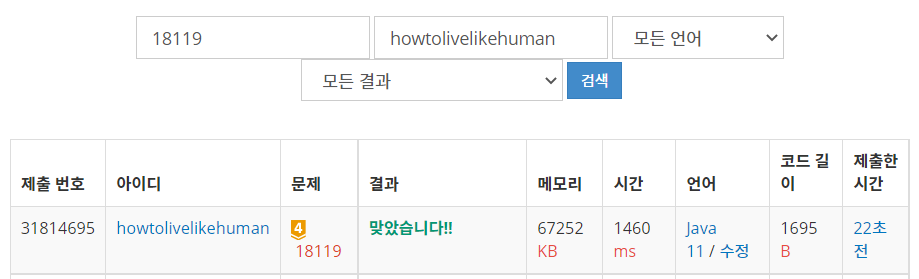 18119 howtolivelikehuman 모든 언어
모든 결과 검색
제출 번호 아이디 문제 결과 메모리 시간 언어 코드 길이 제출한 시간
31814695 howtolivelikehuman 4 18119 맞았습니다!! 67252 KB 1460 ms Java 11 / 수정 1695 B 22초 전